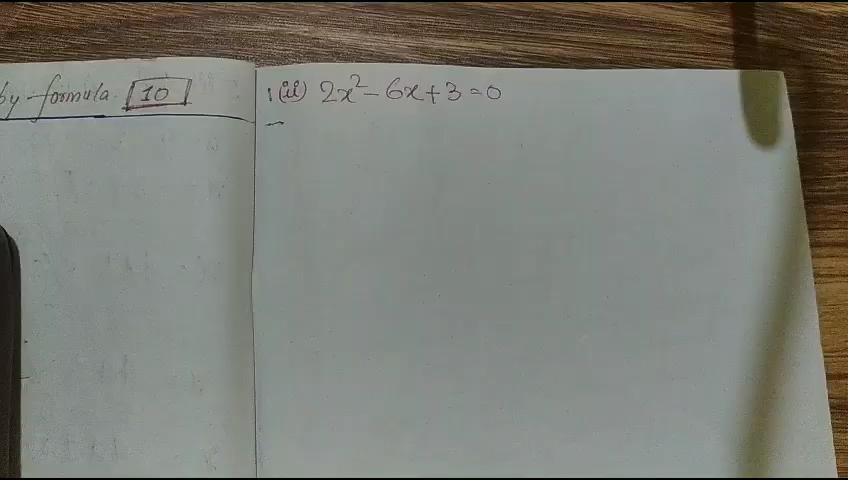 by formula 10
1 (ii) 2x² - 6x + 3 = 0